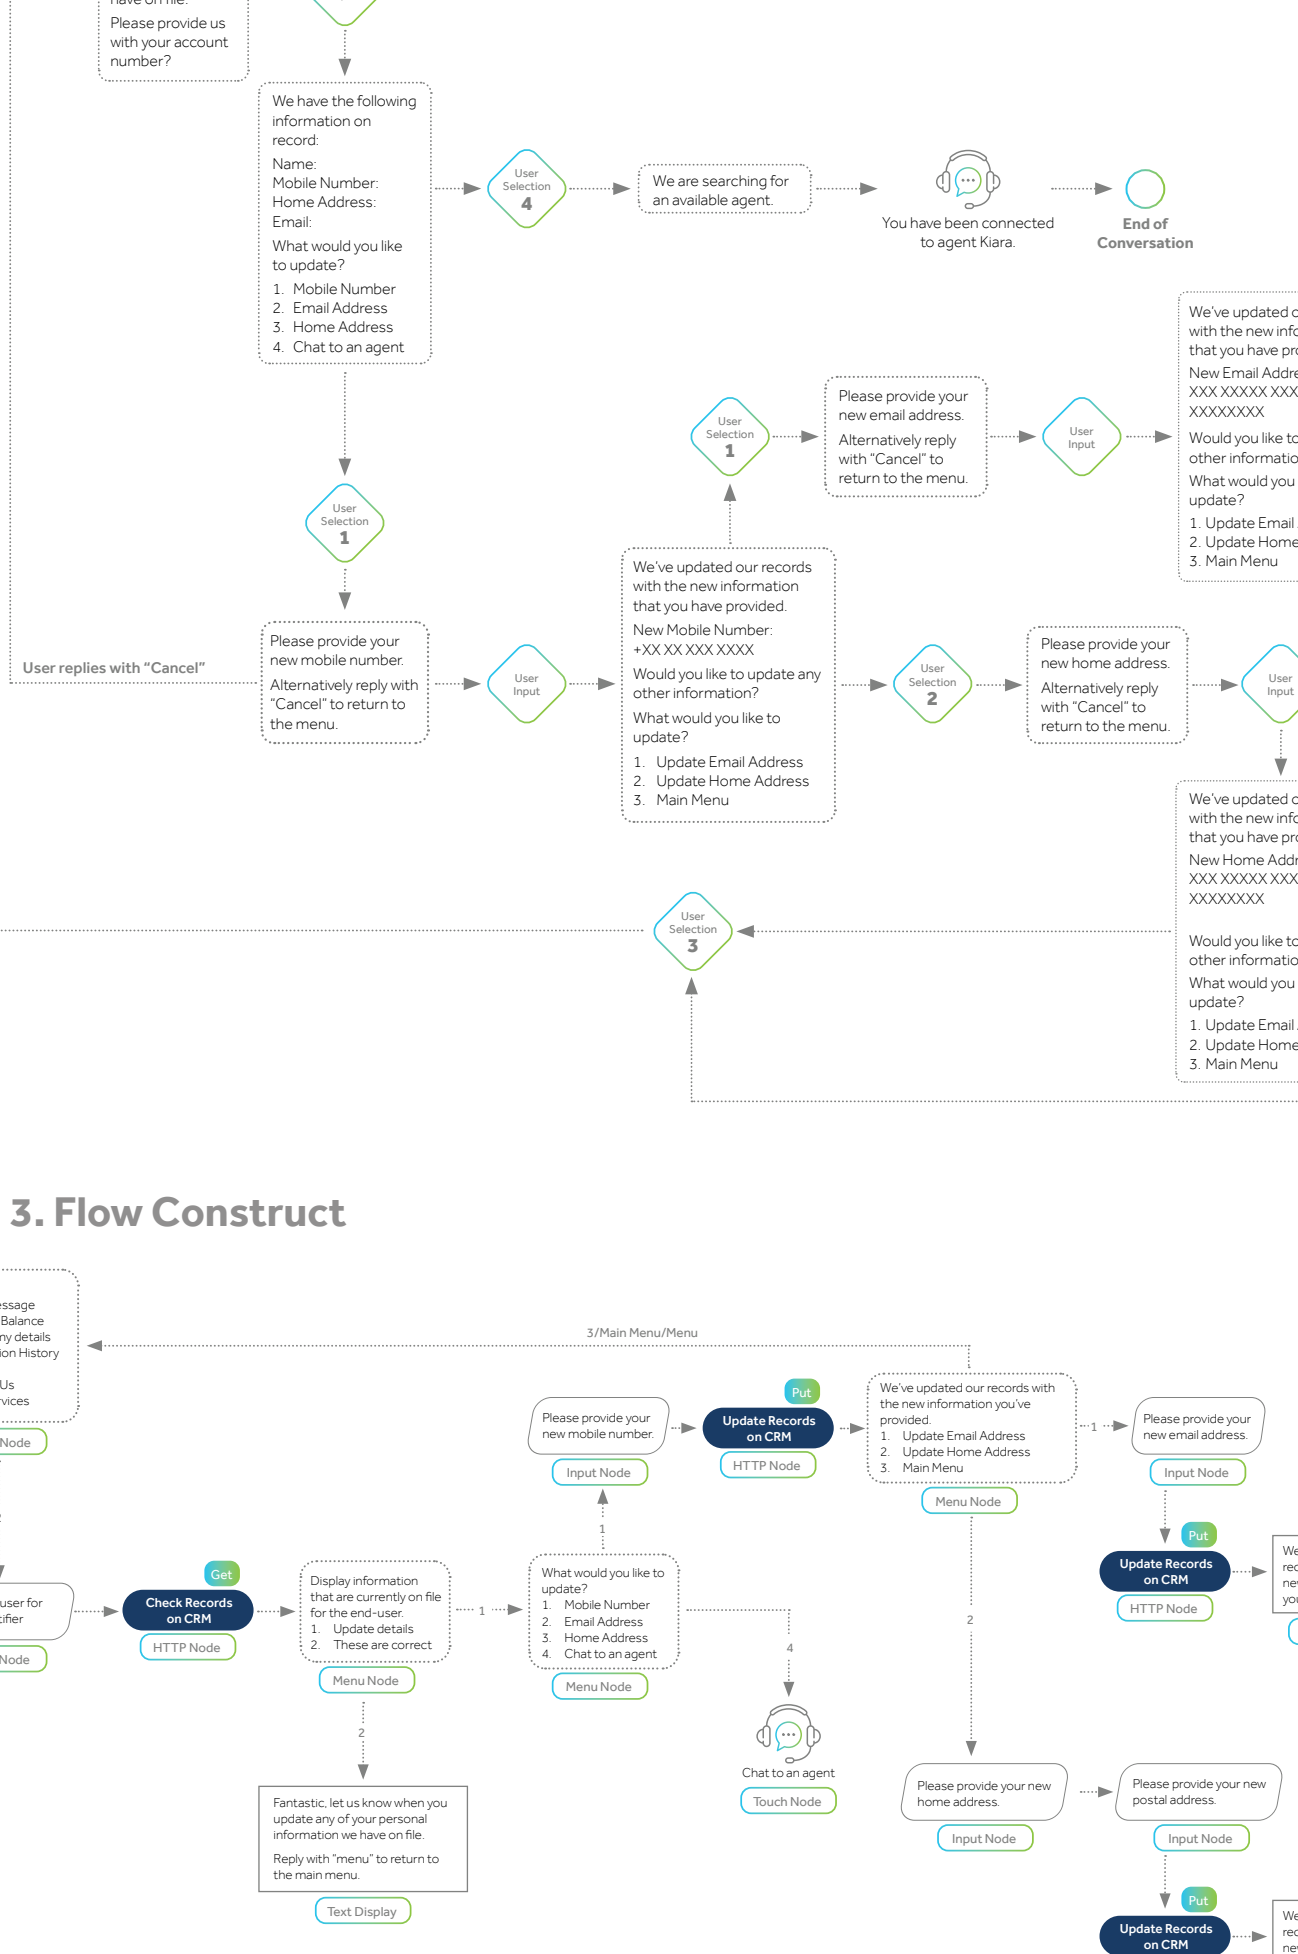 Please provide us
with your account
number?
We have the following
information on
record:
Name:
Mobile Number:
Home Address:
Email:
What would you like
to update?
1. Mobile Number
2. Email Address
3. Home Address
4. Chat to an agent
User
Selection
4
We are searching for
an available agent.
You have been connected
to agent Kiara.
End of
Conversation
User
Selection
1
User replies with “Cancel”
Please provide your
new mobile number.
Alternatively reply with
“Cancel” to return to
the menu.
User
Input
We’ve updated our records
with the new information
that you have provided.
New Mobile Number:
+XX XX XXX XXXX
Would you like to update any
other information?
What would you like to
update?
1. Update Email Address
2. Update Home Address
3. Main Menu
User
Selection
1
Please provide your
new email address.
Alternatively reply
with “Cancel” to
return to the menu.
User
Input
We’ve updated
with the new
that you have
New Email
XXX XXXXX XXX
XXXXXXXX
Would you like to
other
What would you
update?
1. Update Email
2. Update Home
3. Main Menu
User
Selection
2
Please provide your
new home address.
Alternatively reply
with “Cancel” to
return to the menu.
User
Input
We’ve updated
with the new
that you have
New Home
XXX XXXXX XXX
XXXXXXXX
Would you like to
other
What would you
update?
1. Update Email
2. Update Home
3. Main Menu
User
Selection
3
3. Flow Construct
Balance
my details
History
Us
Node
user for
Node
Get
Check Records
on CRM
HTTP Node
Display information
that are currently on file
for the end-user.
1. Update details
2. These are correct
Menu Node
1
2
Fantastic, let us know when you
update any of your personal
information we have on file.
Reply with "menu" to return to
the main menu.
Text Display
What would you like to
update?
1. Mobile Number
2. Email Address
3. Home Address
4. Chat to an agent
Menu Node
1
4
Chat to an agent
Touch Node
Please provide your
new mobile number.
Input Node
Put
Update Records
on CRM
HTTP Node
3/Main Menu/Menu
We’ve updated our records with
the new information you’ve
provided.
1. Update Email Address
2. Update Home Address
3. Main Menu
Menu Node
1
Please provide your
new email address.
Input Node
Put
Update Records
on CRM
HTTP Node
2
Please provide your new
home address.
Input Node
Please provide your new
postal address.
Input Node
Put
Update Records
on CRM